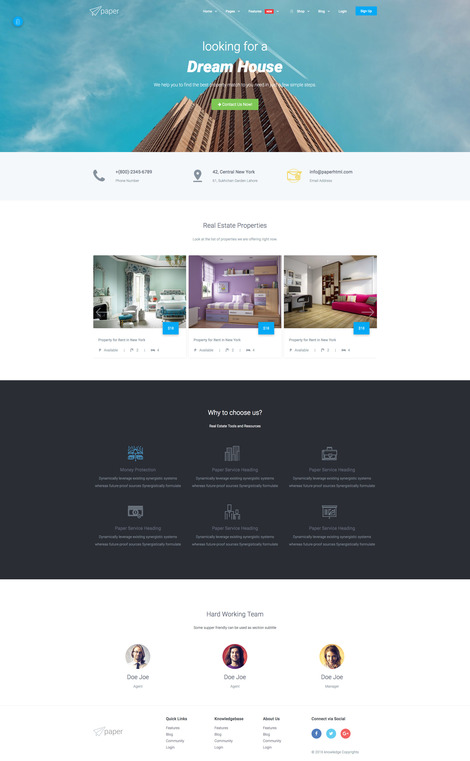 paper
Home Pages Features Shop Blog Login Sign Up
looking for a
Dream House
We help you to find the best property match to you need in just a few simple steps.
Contact Us Now!
+(800)-2345-6789 42, Central New York info@paperhtml.com
Phone Number Email Address
Real Estate Properties
Look at the list of properties we are offering right now
Property for Rent in New York Property for Rent in New York Property for Rent in New York
Available | 2 | 4 Available | 2 | 4 Available | 2 | 4
Why to choose us?
Real Estate Tools and Resources
Money Protection Paper Service Heading Paper Service Heading
Dynamically leverage existing synergistic systems Dynamically leverage existing synergistic systems Dynamically leverage existing synergistic systems
whereas future-proof sources Synergistically formulate whereas future-proof sources Synergistically formulate whereas future-proof sources Synergistically formulate
Paper Service Heading Paper Service Heading Paper Service Heading
Dynamically leverage existing synergistic systems Dynamically leverage existing synergistic systems Dynamically leverage existing synergistic systems
whereas future-proof sources Synergistically formulate whereas future-proof sources Synergistically formulate whereas future-proof sources Synergistically formulate
Hard Working Team
Some supper friendly can be used as section subtitle
Doe Joe Doe Joe Doe Joe
Agent Agent Manager
paper
Quick Links Knowledgebase About Us Connect via Social
Features Features Features
Blog Blog Blog
Community Community Community
Login Login Login